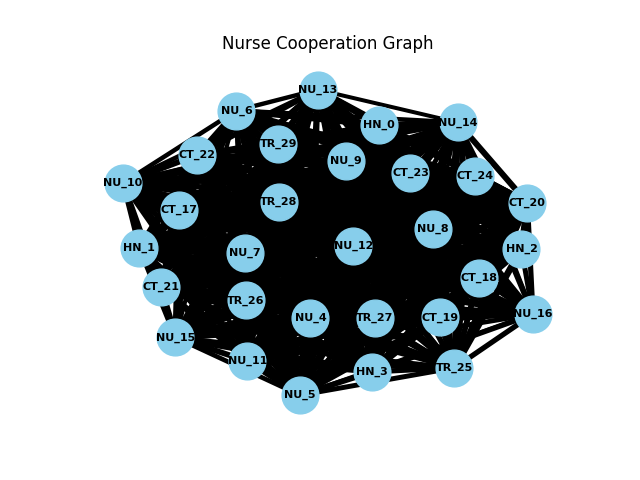 Nurse Cooperation Graph
NU_13
NU_6
NU_14
HN_0
TR_29
CT_22
NU_9
CT_23
CT_24
NU_10
TR_28
CT_20
CT_17
NU_8
NU_12
HN_1
HN_2
NU_7
CT_18
CT_21
TR_26
NU_16
NU_4
TR_27
CT_19
NU_15
NU_11
TR_25
HN_3
NU_5